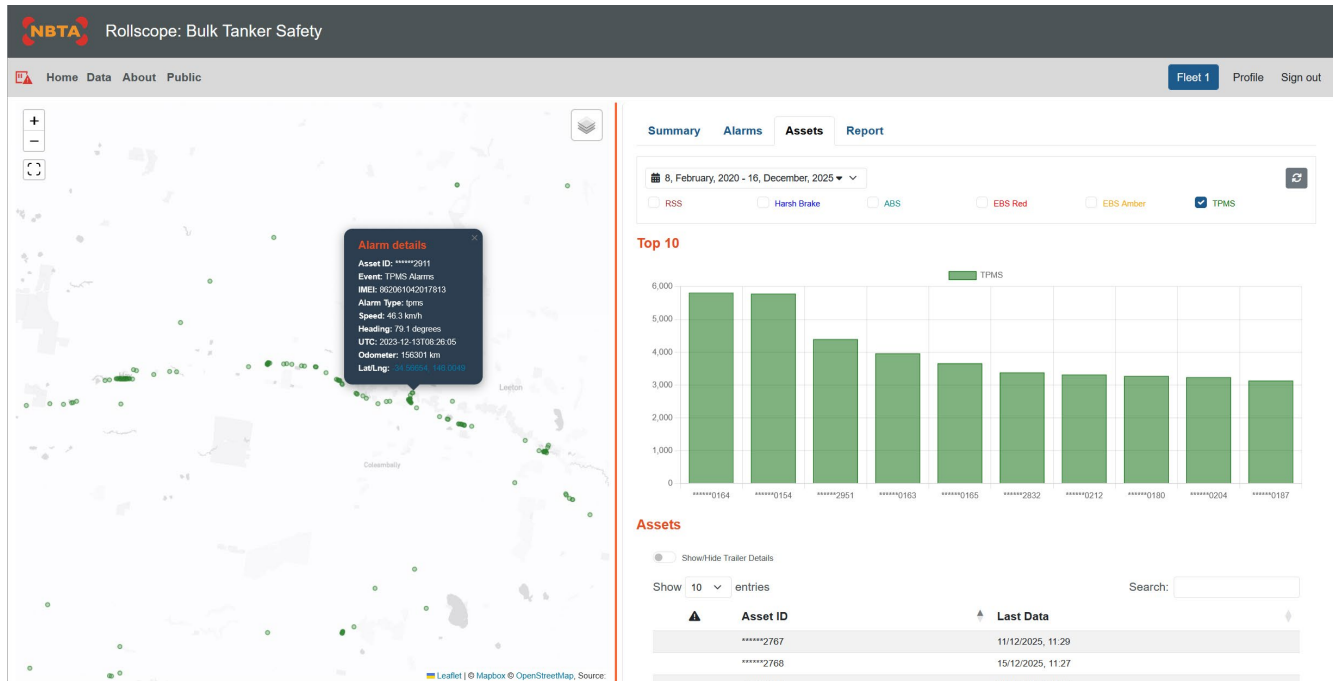 NBTA Rollscope: Bulk Tanker Safety
Home Data About Public Fleet 1 Profile Sign out
+
−
Alarm details
×
Asset ID: ******2911
Event: TPMS Alarms
IMEI: 862061042017813
Alarm Type: tpms
Speed: 46.3 km/h
Heading: 79.1 degrees
UTC: 2023-12-13T08:26:05
Odometer: 156301 km
Lat/Lng: -34.56554, 146.0049
Leeton
Coleambally
Leaflet | © Mapbox © OpenStreetMap, Source:
Summary Alarms Assets Report
8, February, 2020 - 16, December, 2025
RSS Harsh Brake ABS EBS Red EBS Amber TPMS
Top 10
TPMS
6,000
5,000
4,000
3,000
2,000
1,000
0
******0164 ******0154 ******2951 ******0163 ******0165 ******2832 ******0212 ******0180 ******0204 ******0187
Assets
Show/Hide Trailer Details
Show 10 entries Search:
Asset ID Last Data
******2767 11/12/2025, 11:29
******2768 15/12/2025, 11:27